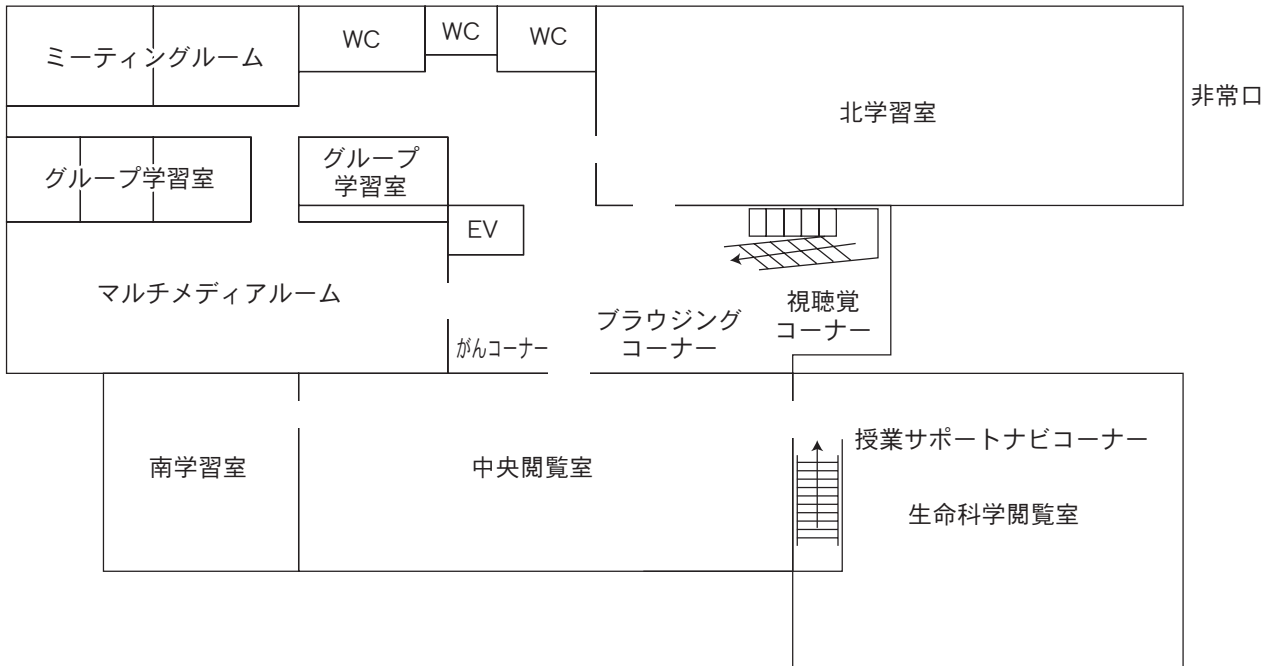 WC
WC
WC
ミーティングルーム
非常口
北学習室
グループ学習室
グループ
学習室
EV
マルチメディアルーム
視聴覚
コーナー
ブラウジング
コーナー
がんコーナー
授業サポートナビコーナー
南学習室
中央閲覧室
生命科学閲覧室